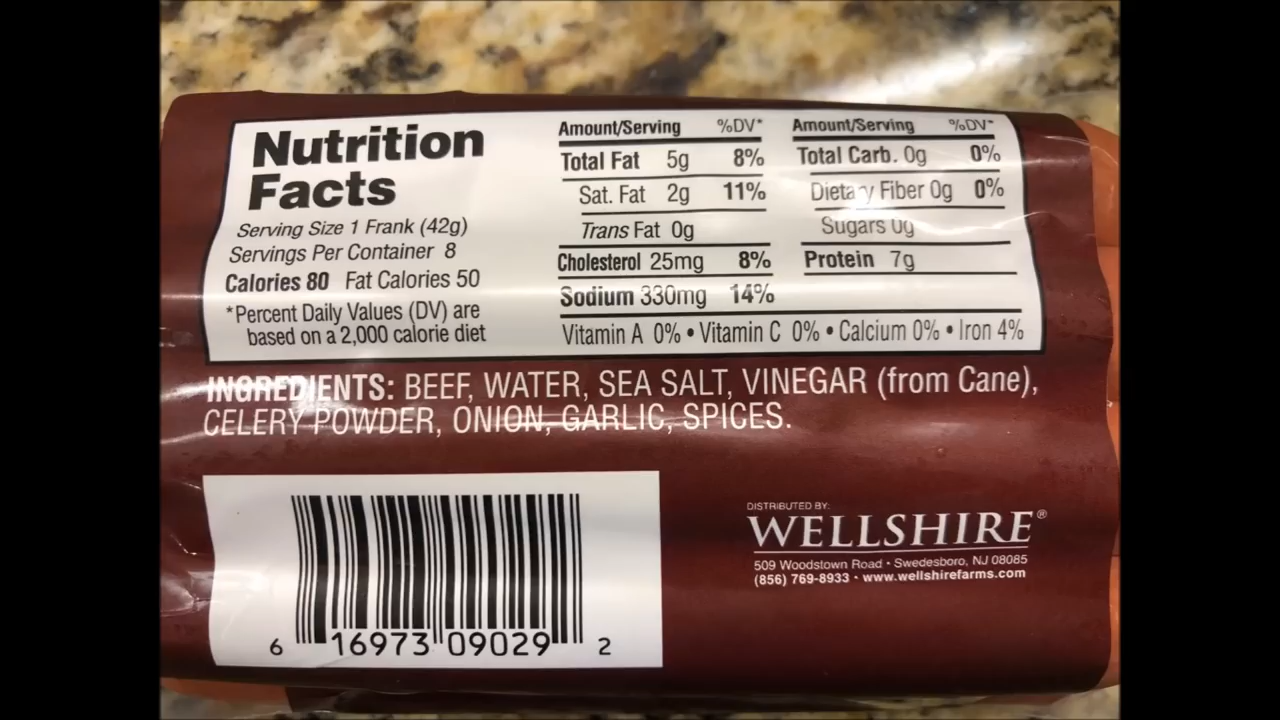 Nutrition
Facts
Serving Size 1 Frank (42g)
Servings Per Container 8
Calories 80 Fat Calories 50
*Percent Daily Values (DV) are
based on a 2,000 calorie diet
Amount/Serving %DV*
Total Fat 5g 8%
Sat. Fat 2g 11%
Trans Fat 0g
Cholesterol 25mg 8%
Sodium 330mg 14%
Amount/Serving %DV*
Total Carb. 0g 0%
Dietary Fiber 0g 0%
Sugars 0g
Protein 7g
Vitamin A 0% • Vitamin C 0% • Calcium 0% • Iron 4%
INGREDIENTS: BEEF, WATER, SEA SALT, VINEGAR (from Cane),
CELERY POWDER, ONION, GARLIC, SPICES.
6 16973 09029 2
DISTRIBUTED BY:
WELLSHIRE®
509 Woodstown Road • Swedesboro, NJ 08085
(856) 769-8933 • www.wellshirefarms.com